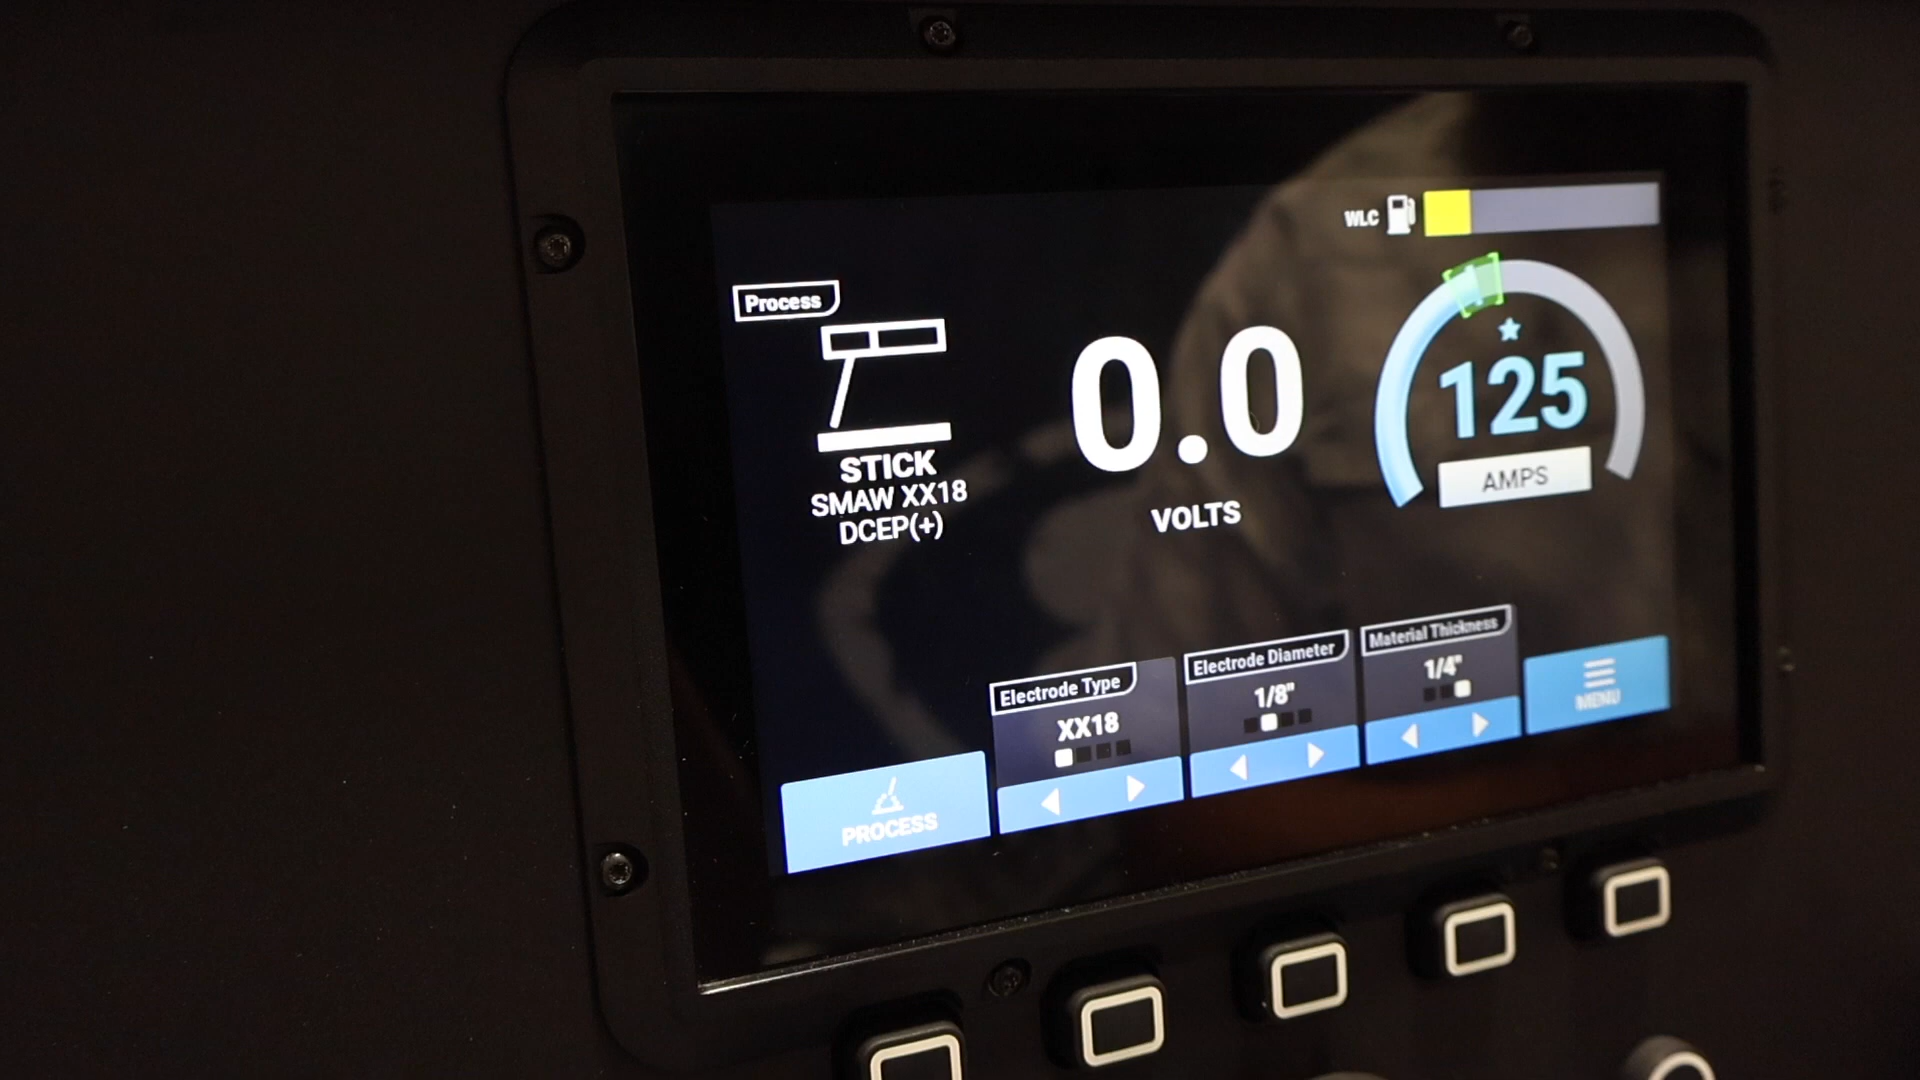 WLC
Process
STICK
SMAW XX18
DCEP(+)
0.0
VOLTS
125
AMPS
PROCESS
Electrode Type
XX18
Electrode Diameter
1/8"
Material Thickness
1/4"
MENU